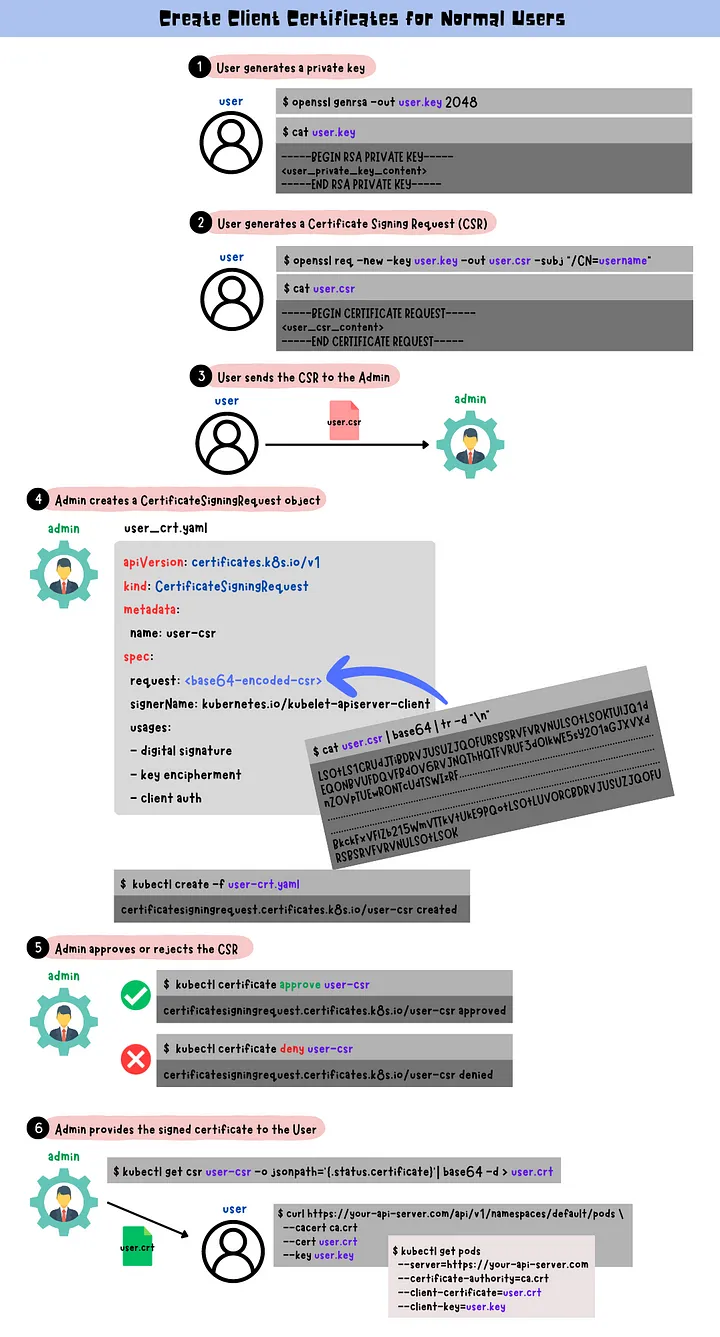 Create Client Certificates for Normal Users
1 User generates a private key
user
$ openssl genrsa -out user.key 2048
$ cat user.key
-----BEGIN RSA PRIVATE KEY-----
<user_private_key_content>
-----END RSA PRIVATE KEY-----
2 User generates a Certificate Signing Request (CSR)
user
$ openssl req -new -key user.key -out user.csr -subj "/CN=username"
$ cat user.csr
-----BEGIN CERTIFICATE REQUEST-----
<user_csr_content>
-----END CERTIFICATE REQUEST-----
3 User sends the CSR to the Admin
user
user.csr
admin
4 Admin creates a CertificateSigningRequest object
admin
user_crt.yaml
apiVersion: certificates.k8s.io/v1
kind: CertificateSigningRequest
metadata:
name: user-csr
spec:
request: <base64-encoded-csr>
signerName: kubernetes.io/kubelet-apiserver-client
usages:
- digital signature
- key encipherment
- client auth
$ cat user.csr | base64 | tr -d "\n"
$ kubectl create -f user-crt.yaml
certificatesigningrequest.certificates.k8s.io/user-csr created
5 Admin approves or rejects the CSR
admin
$ kubectl certificate approve user-csr
certificatesigningrequest.certificates.k8s.io/user-csr approved
$ kubectl certificate deny user-csr
certificatesigningrequest.certificates.k8s.io/user-csr denied
6 Admin provides the signed certificate to the User
admin
$ kubectl get csr user-csr -o jsonpath='{.status.certificate}'| base64 -d > user.crt
user.crt
user
$ curl https://your-api-server.com/api/v1/namespaces/default/pods \
--cacert ca.crt
--cert user.crt
--key user.key
$ kubectl get pods
--server=https://your-api-server.com
--certificate-authority=ca.crt
--client-certificate=user.crt
--client-key=user.key